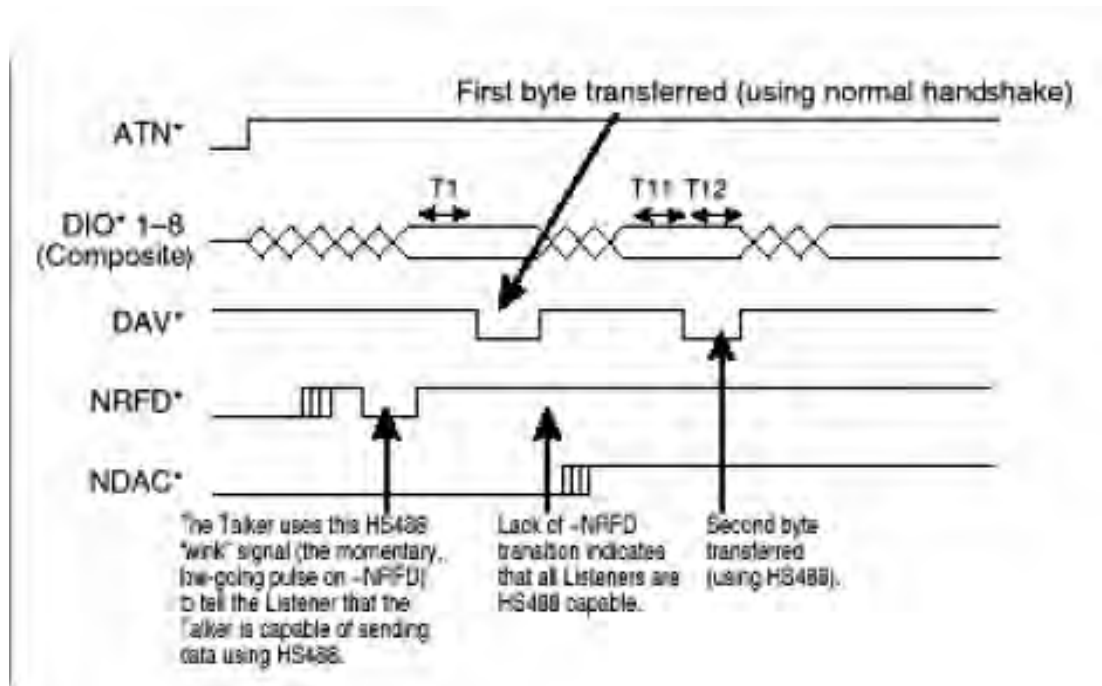 First byte transferred (using normal handshake)
ATN*
T1
T11 T12
DIO* 1–8
(Composite)
DAV*
NRFD*
NDAC*
The Talker uses this HS488
"wink" signal (the momentary,
low-going pulse on ~NRFD)
to tell the Listener that the
Talker is capable of sending
data using HS488.
Lack of ~NRFD
transition indicates
that all Listeners are
HS488 capable.
Second byte
transferred
(using HS488).